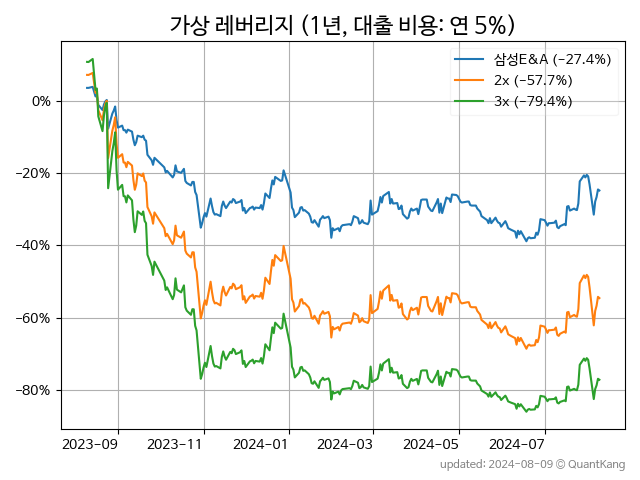 가상 레버리지 (1년, 대출 비용: 연 5%)
삼성E&A (−27.4%)
2x (−57.7%)
3x (−79.4%)
0%
−20%
−40%
−60%
−80%
2023−09 2023−11 2024−01 2024−03 2024−05 2024−07
updated: 2024−08−09 © QuantKang